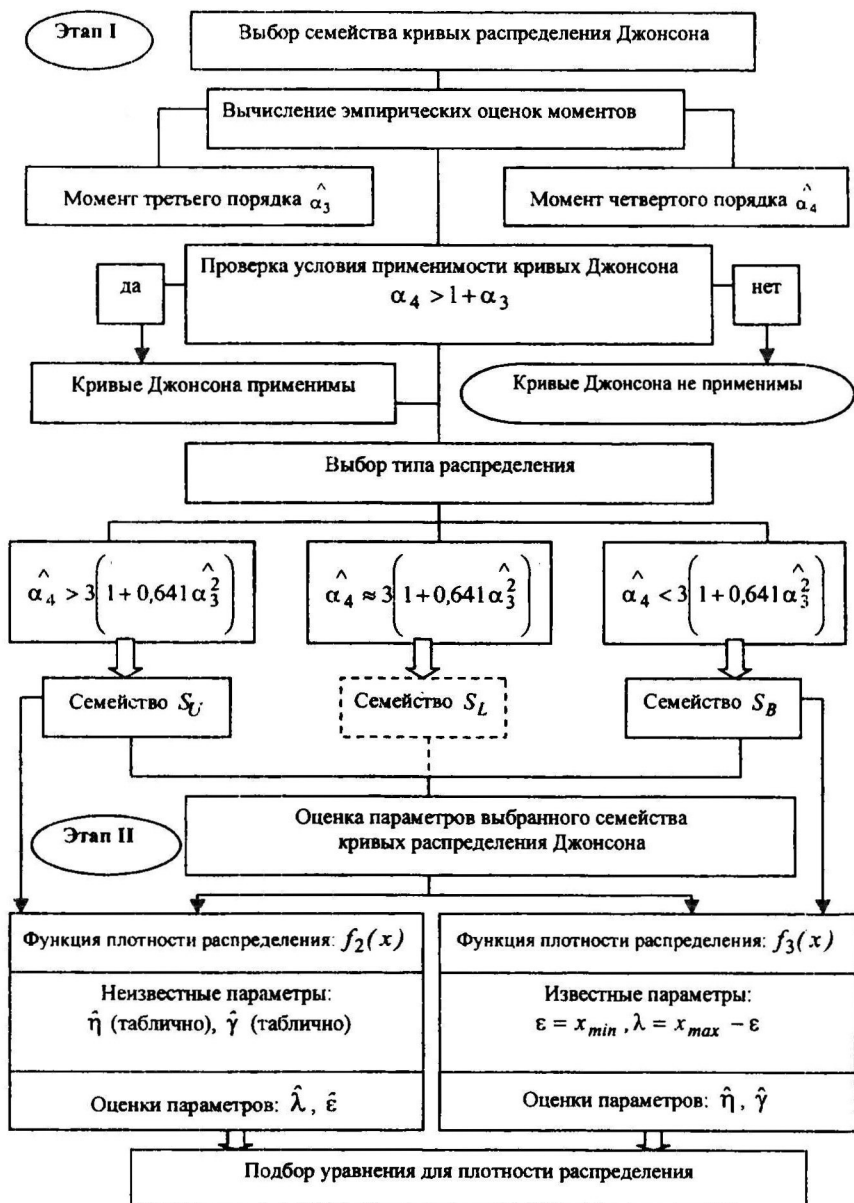 Этап I
Выбор семейства кривых распределения Джонсона
Вычисление эмпирических оценок моментов
Момент третьего порядка α̂₃
Момент четвертого порядка α̂₄
Проверка условия применимости кривых Джонсона
α₄ > 1 + α₃
да
нет
Кривые Джонсона применимы
Кривые Джонсона не применимы
Выбор типа распределения
α̂₄ > 3(1 + 0,641 α̂₃²)
α̂₄ ≈ 3(1 + 0,641 α̂₃²)
α̂₄ < 3(1 + 0,641 α̂₃²)
Семейство S_U
Семейство S_L
Семейство S_B
Этап II
Оценка параметров выбранного семейства
кривых распределения Джонсона
Функция плотности распределения: f₂(x)
Неизвестные параметры:
η̂ (таблично), γ̂ (таблично)
Оценки параметров: λ̂ , ε̂
Функция плотности распределения: f₃(x)
Известные параметры:
ε = x_min , λ = x_max − ε
Оценки параметров: η̂ , γ̂
Подбор уравнения для плотности распределения